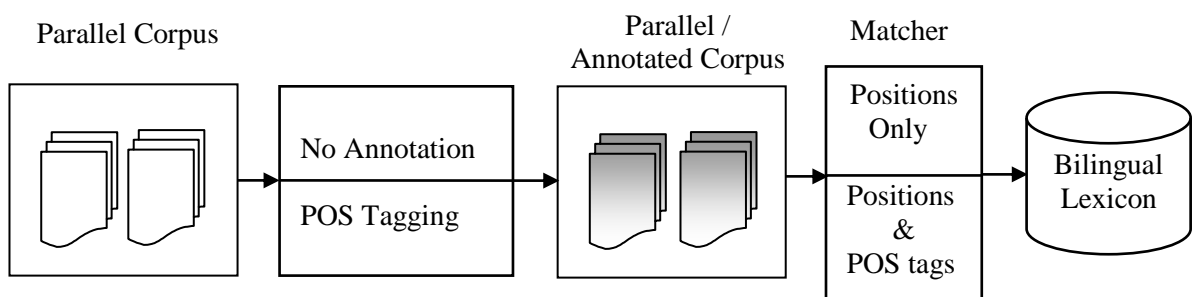 Parallel Corpus
No Annotation
POS Tagging
Parallel /
Annotated Corpus
Matcher
Positions
Only
Positions
&
POS tags
Bilingual
Lexicon